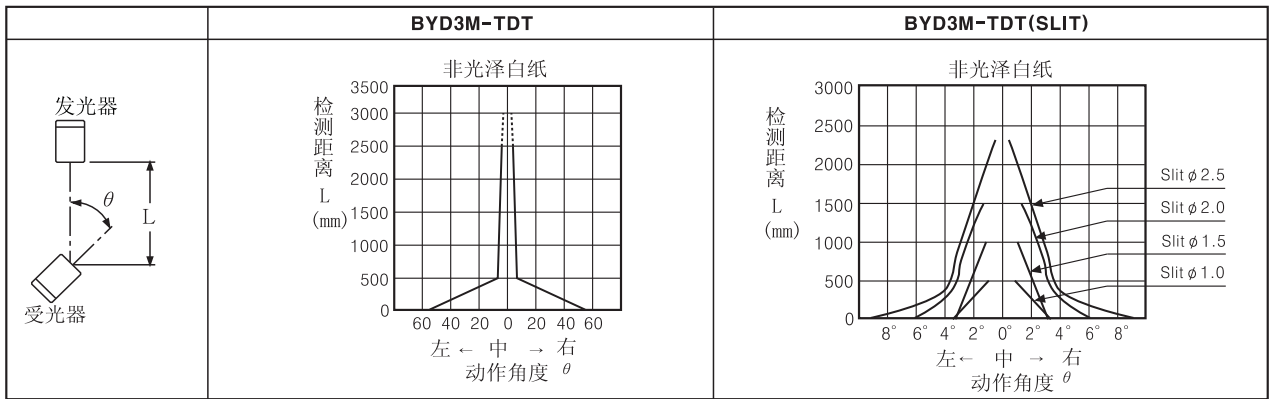 BYD3M-TDT
BYD3M-TDT(SLIT)
发光器
θ
L
受光器
非光泽白纸
检测距离 L (mm)
3500
3000
2500
2000
1500
1000
500
0
60 40 20 0 20 40 60
左 ← 中 → 右
动作角度 θ
非光泽白纸
检测距离 L (mm)
3000
2500
2000
1500
1000
500
0
Slit ϕ 2.5
Slit ϕ 2.0
Slit ϕ 1.5
Slit ϕ 1.0
8° 6° 4° 2° 0° 2° 4° 6° 8°
左 ← 中 → 右
动作角度 θ